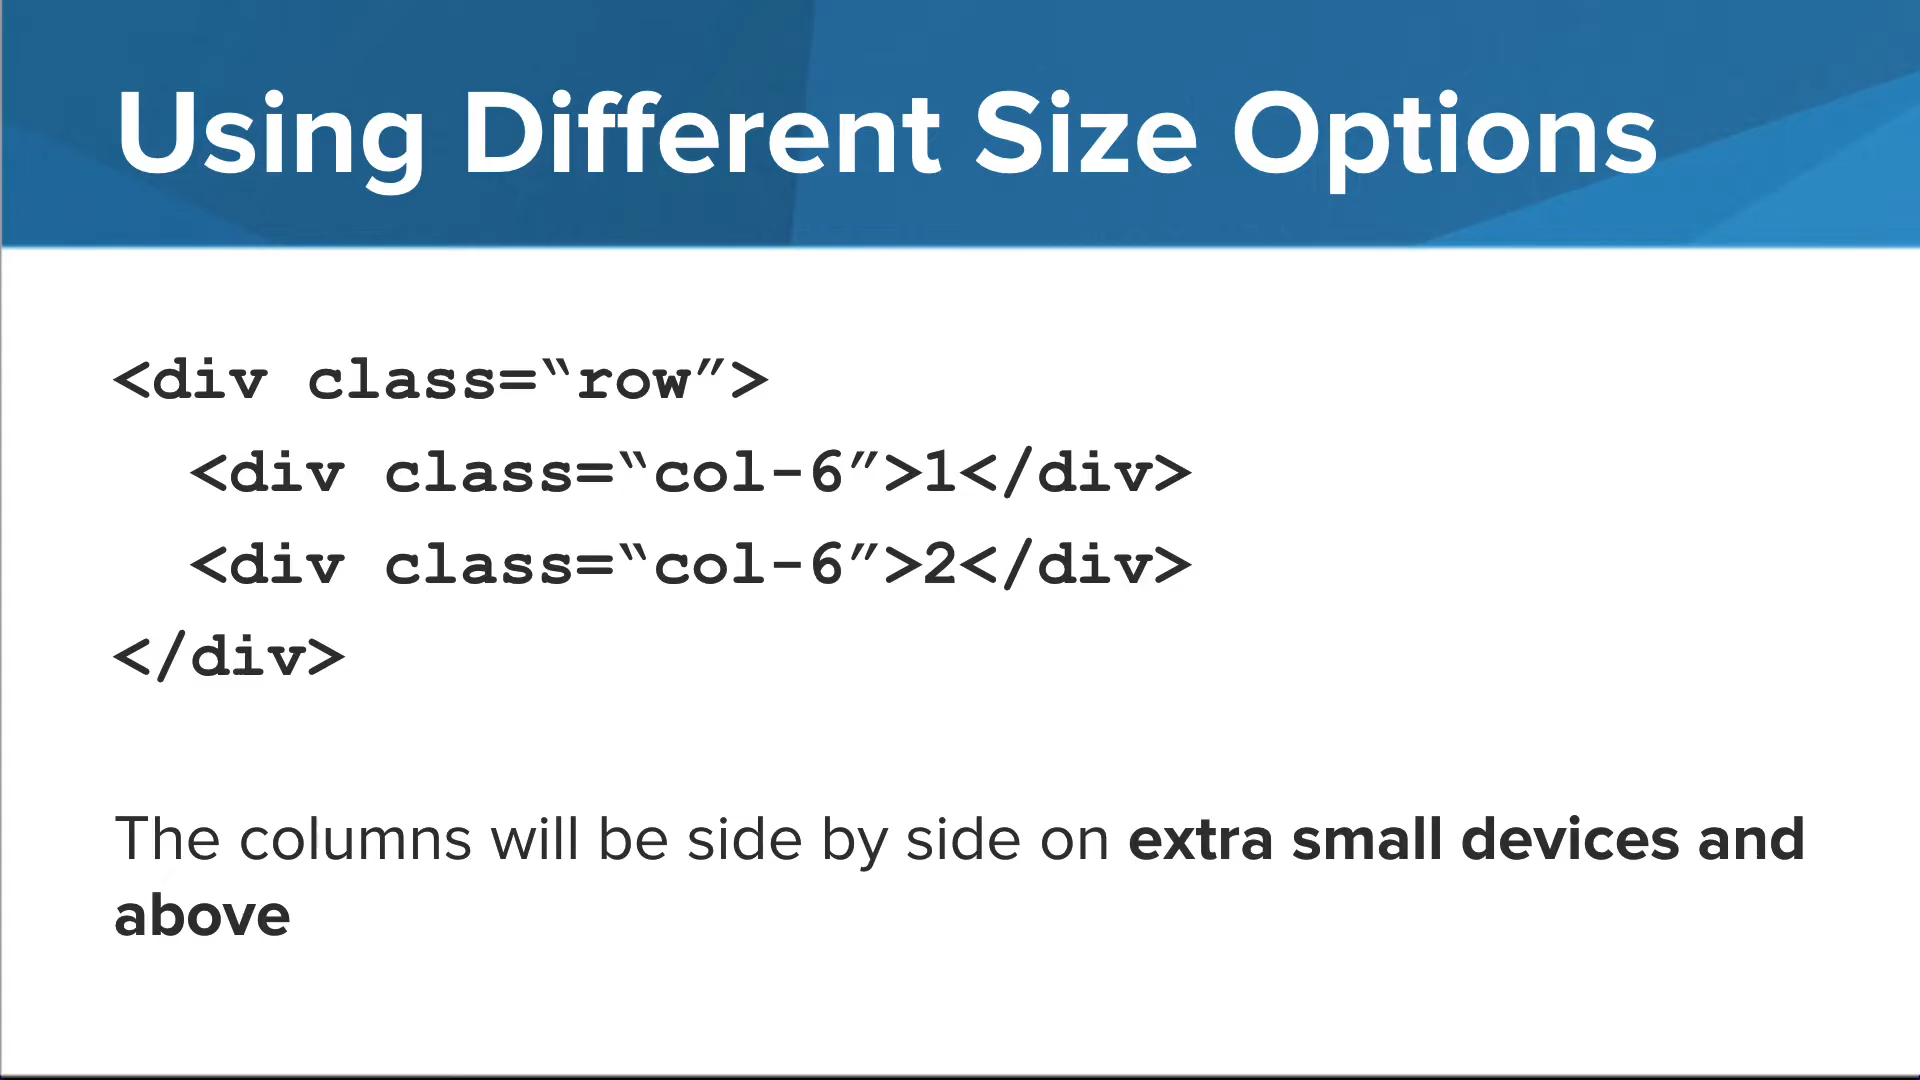 Using Different Size Options
<div class=“row”>
  <div class=“col-6”>1</div>
  <div class=“col-6”>2</div>
</div>
The columns will be side by side on extra small devices and
above